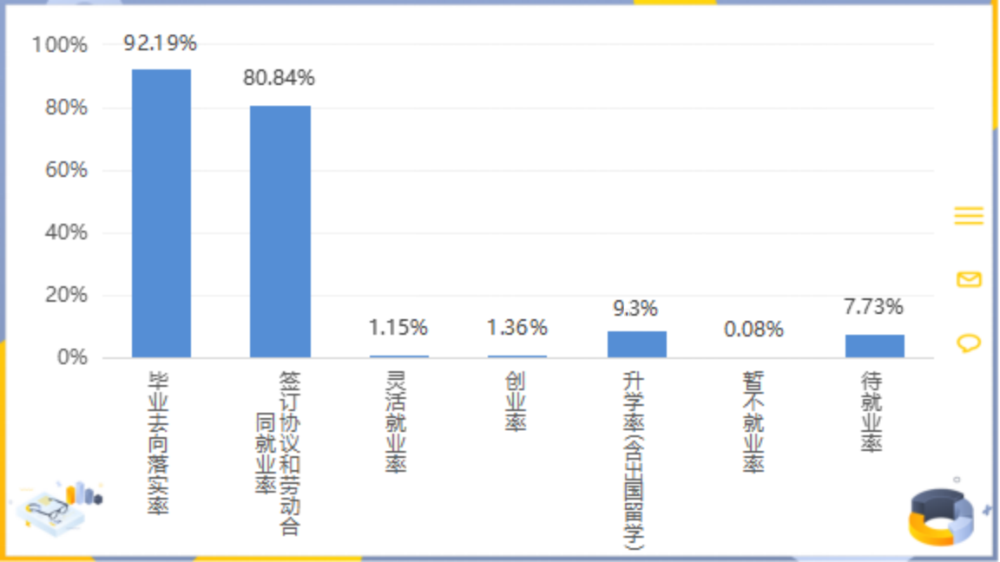 100%
80%
60%
40%
20%
0%
92.19%
80.84%
1.15%
1.36%
9.3%
0.08%
7.73%
毕业去向落实率
签订协议和劳动合
同就业率
灵活就业率
创业率
升学率(含出国留学)
暂不就业率
待就业率